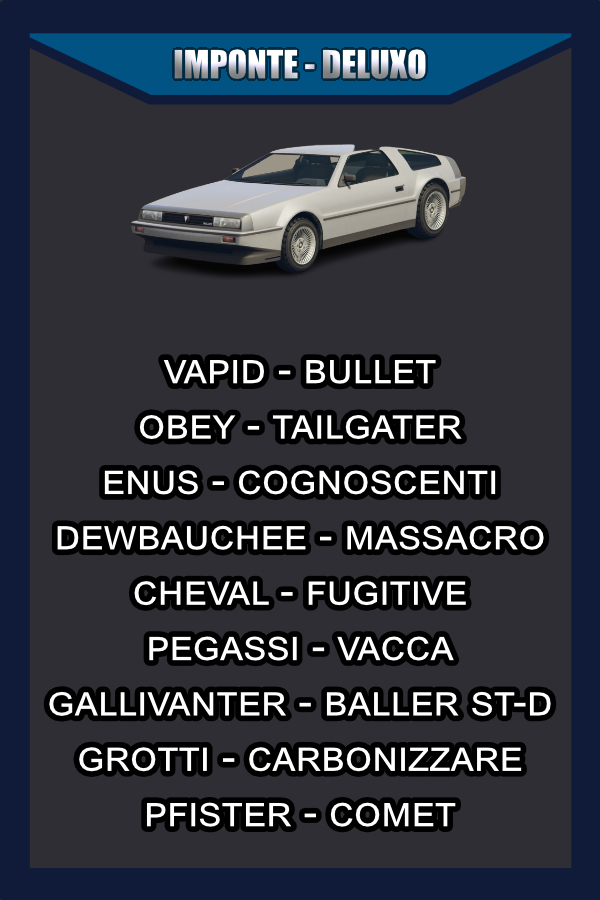 IMPONTE - DELUXO
VAPID - BULLET
OBEY - TAILGATER
ENUS - COGNOSCENTI
DEWBAUCHEE - MASSACRO
CHEVAL - FUGITIVE
PEGASSI - VACCA
GALLIVANTER - BALLER ST-D
GROTTI - CARBONIZZARE
PFISTER - COMET